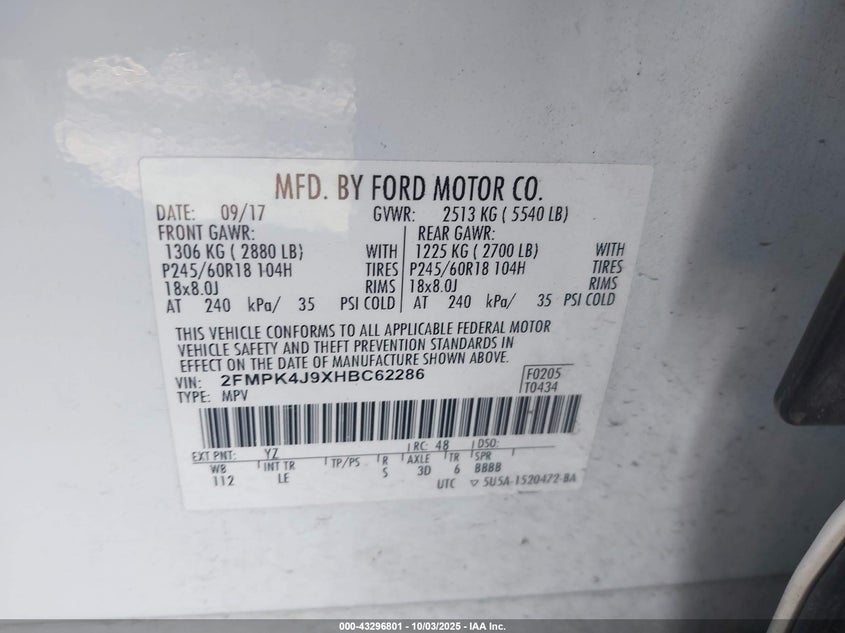 MFD. BY FORD MOTOR CO.
DATE: 09/17 GVWR: 2513 KG ( 5540 LB)
FRONT GAWR: REAR GAWR:
1306 KG ( 2880 LB) WITH 1225 KG ( 2700 LB) WITH
P245/60R18 104H TIRES P245/60R18 104H TIRES
18x8.0J RIMS 18x8.0J RIMS
AT 240 kPa/ 35 PSI COLD AT 240 kPa/ 35 PSI COLD
THIS VEHICLE CONFORMS TO ALL APPLICABLE FEDERAL MOTOR
VEHICLE SAFETY AND THEFT PREVENTION STANDARDS IN
EFFECT ON THE DATE OF MANUFACTURE SHOWN ABOVE.
VIN: 2FMPK4J9XHBC62286 F0205
TYPE: MPV T0434
EXT PNT: YZ RC: 48 DSO:
WB INT TR TP/PS R AXLE TR SPR
112 LE S 3D 6 BBBB
UTC ▽ 5U5A-1520472-BA
000-43296801 - 10/03/2025 - IAA Inc.